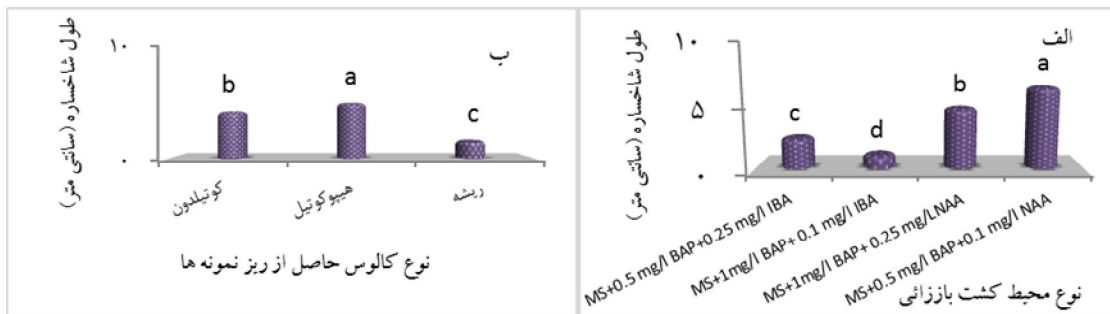 الف
طول شاخساره (سانتی متر)
۱۰
۵
۰
c
d
b
a
MS+0.5 mg/l BAP+0.25 mg/l IBA
MS+1mg/l BAP+ 0.1 mg/l IBA
MS+1mg/l BAP+ 0.25 mg/LNAA
MS+0.5 mg/l BAP+0.1 mg/l NAA
نوع محیط کشت باززائی
ب
طول شاخساره (سانتی متر)
۱۰
۰
b
a
c
کوتیلدون
هیپوکوتیل
ریشه
نوع کالوس حاصل از ریز نمونه ها